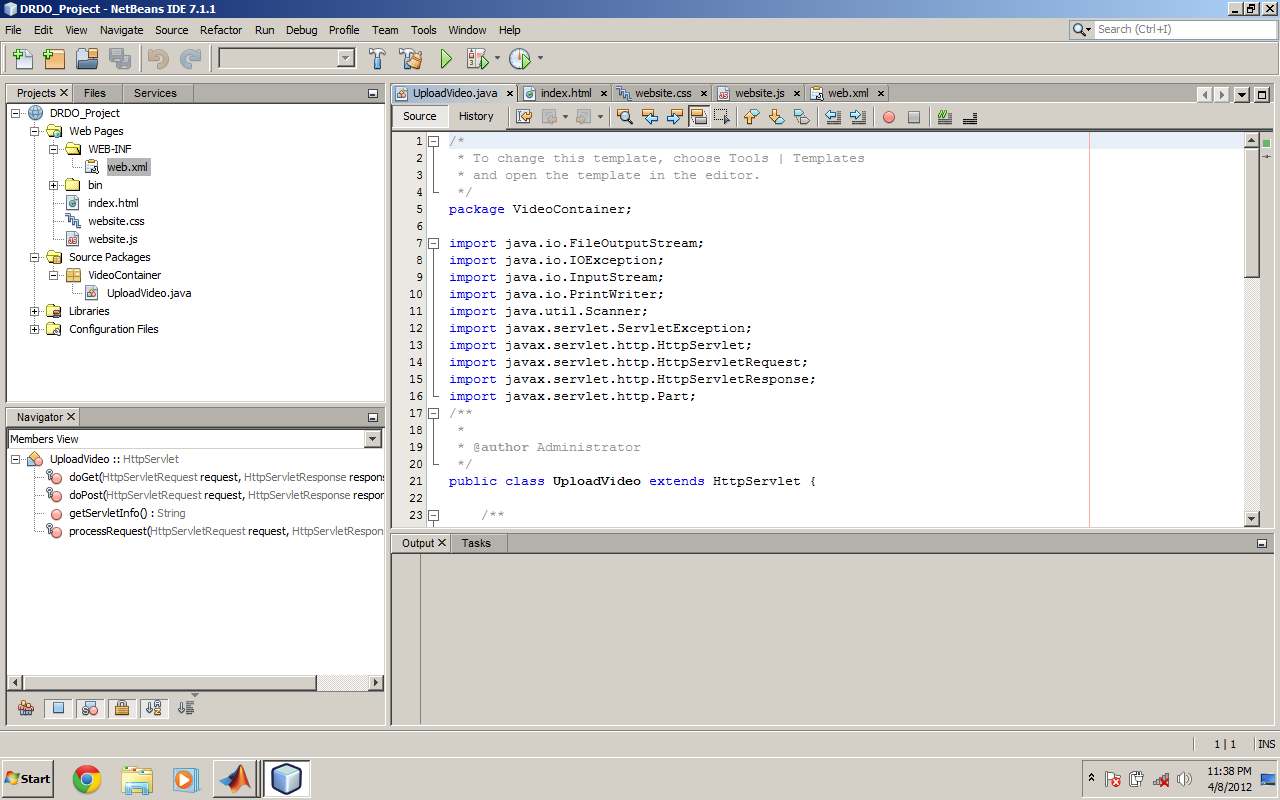 DRDO_Project - NetBeans IDE 7.1.1
File Edit View Navigate Source Refactor Run Debug Profile Team Tools Window Help
Search (Ctrl+I)
Projects Files Services
DRDO_Project
Web Pages
WEB-INF
web.xml
bin
index.html
website.css
website.js
Source Packages
VideoContainer
UploadVideo.java
Libraries
Configuration Files
Navigator
Members View
UploadVideo :: HttpServlet
doGet(HttpServletRequest request, HttpServletResponse respons
doPost(HttpServletRequest request, HttpServletResponse respor
getServletInfo() : String
processRequest(HttpServletRequest request, HttpServletRespon
UploadVideo.java index.html website.css website.js web.xml
Source History
1 /*
2 * To change this template, choose Tools | Templates
3 * and open the template in the editor.
4 */
5 package VideoContainer;
6
7 import java.io.FileOutputStream;
8 import java.io.IOException;
9 import java.io.InputStream;
10 import java.io.PrintWriter;
11 import java.util.Scanner;
12 import javax.servlet.ServletException;
13 import javax.servlet.http.HttpServlet;
14 import javax.servlet.http.HttpServletRequest;
15 import javax.servlet.http.HttpServletResponse;
16 import javax.servlet.http.Part;
17 /**
18 *
19 * @author Administrator
20 */
21 public class UploadVideo extends HttpServlet {
22
23 /**
Output Tasks
1 | 1 INS
Start
11:38 PM
4/8/2012